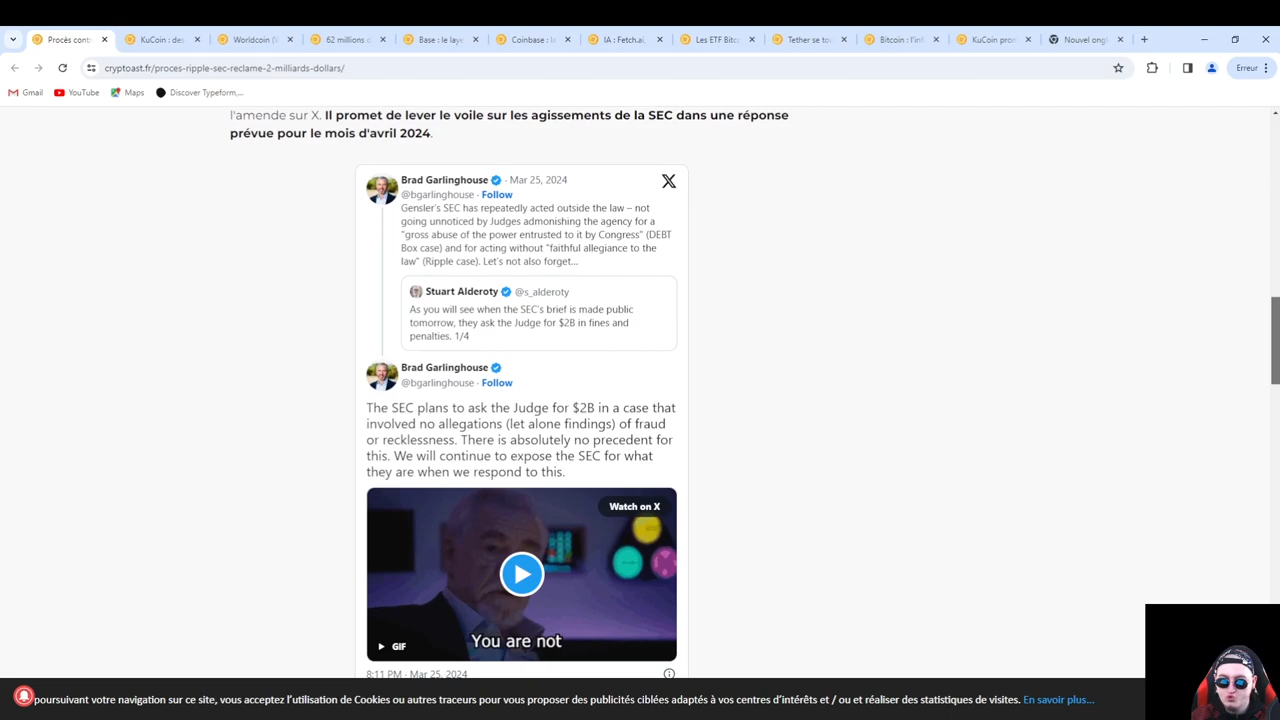 Procès cont
KuCoin : des
Worldcoin (
62 millions d
Base : le laye
Coinbase : l
IA : Fetch.ai,
Les ETF Bitc
Tether se to
Bitcoin : l'inf
KuCoin pro
Nouvel ong
cryptoast.fr/proces-ripple-sec-reclame-2-milliards-dollars/
Erreur
Gmail
YouTube
Maps
Discover Typeform,...
l'amende sur X. Il promet de lever le voile sur les agissements de la SEC dans une réponse
prévue pour le mois d'avril 2024.
Brad Garlinghouse · Mar 25, 2024
@bgarlinghouse · Follow
Gensler's SEC has repeatedly acted outside the law – not
going unnoticed by Judges admonishing the agency for a
"gross abuse of the power entrusted to it by Congress" (DEBT
Box case) and for acting without "faithful allegiance to the
law" (Ripple case). Let's not also forget...
Stuart Alderoty @s_alderoty
As you will see when the SEC's brief is made public
tomorrow, they ask the Judge for $2B in fines and
penalties. 1/4
Brad Garlinghouse
@bgarlinghouse · Follow
The SEC plans to ask the Judge for $2B in a case that
involved no allegations (let alone findings) of fraud
or recklessness. There is absolutely no precedent for
this. We will continue to expose the SEC for what
they are when we respond to this.
Watch on X
You are not
GIF
8:11 PM · Mar 25, 2024
poursuivant votre navigation sur ce site, vous acceptez l'utilisation de Cookies ou autres traceurs pour vous proposer des publicités ciblées adaptés à vos centres d'intérêts et / ou et réaliser des statistiques de visites. En savoir plus...